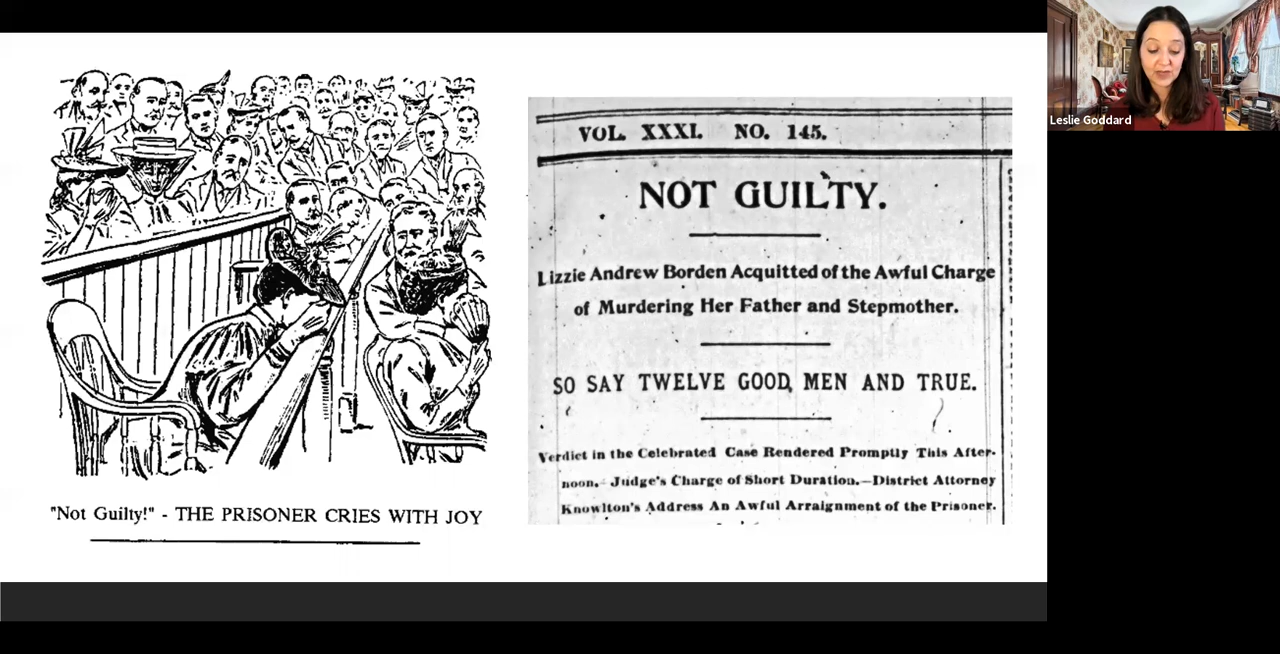 "Not Guilty!" - THE PRISONER CRIES WITH JOY
VOL. XXXI. NO. 145.
NOT GUILTY.
Lizzie Andrew Borden Acquitted of the Awful Charge
of Murdering Her Father and Stepmother.
SO SAY TWELVE GOOD, MEN AND TRUE.
Verdict in the Celebrated Case Rendered Promptly This After-
noon.—Judge's Charge of Short Duration.—District Attorney
Knowlton's Address An Awful Arraignment of the Prisoner.
Leslie Goddard